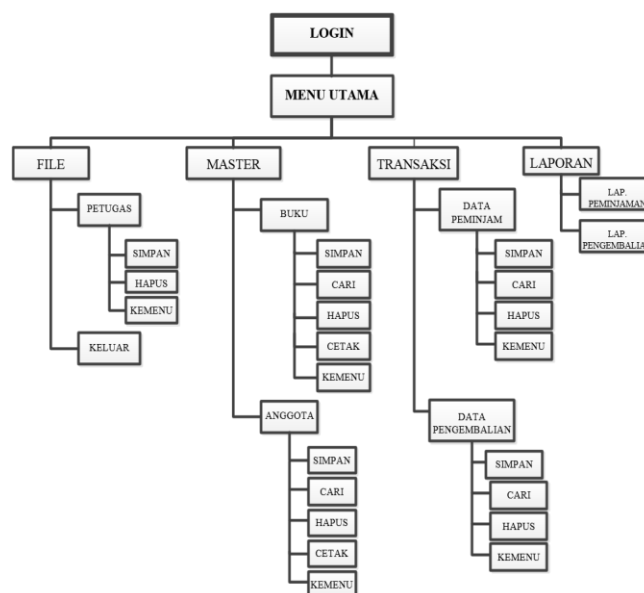 LOGIN
MENU UTAMA
FILE
PETUGAS
SIMPAN
HAPUS
KEMENU
KELUAR
MASTER
BUKU
SIMPAN
CARI
HAPUS
CETAK
KEMENU
ANGGOTA
SIMPAN
CARI
HAPUS
CETAK
KEMENU
TRANSAKSI
DATA
PEMINJAM
SIMPAN
CARI
HAPUS
KEMENU
DATA
PENGEMBALIAN
SIMPAN
CARI
HAPUS
KEMENU
LAPORAN
LAP.
PEMINJAMAN
LAP.
PENGEMBALIA